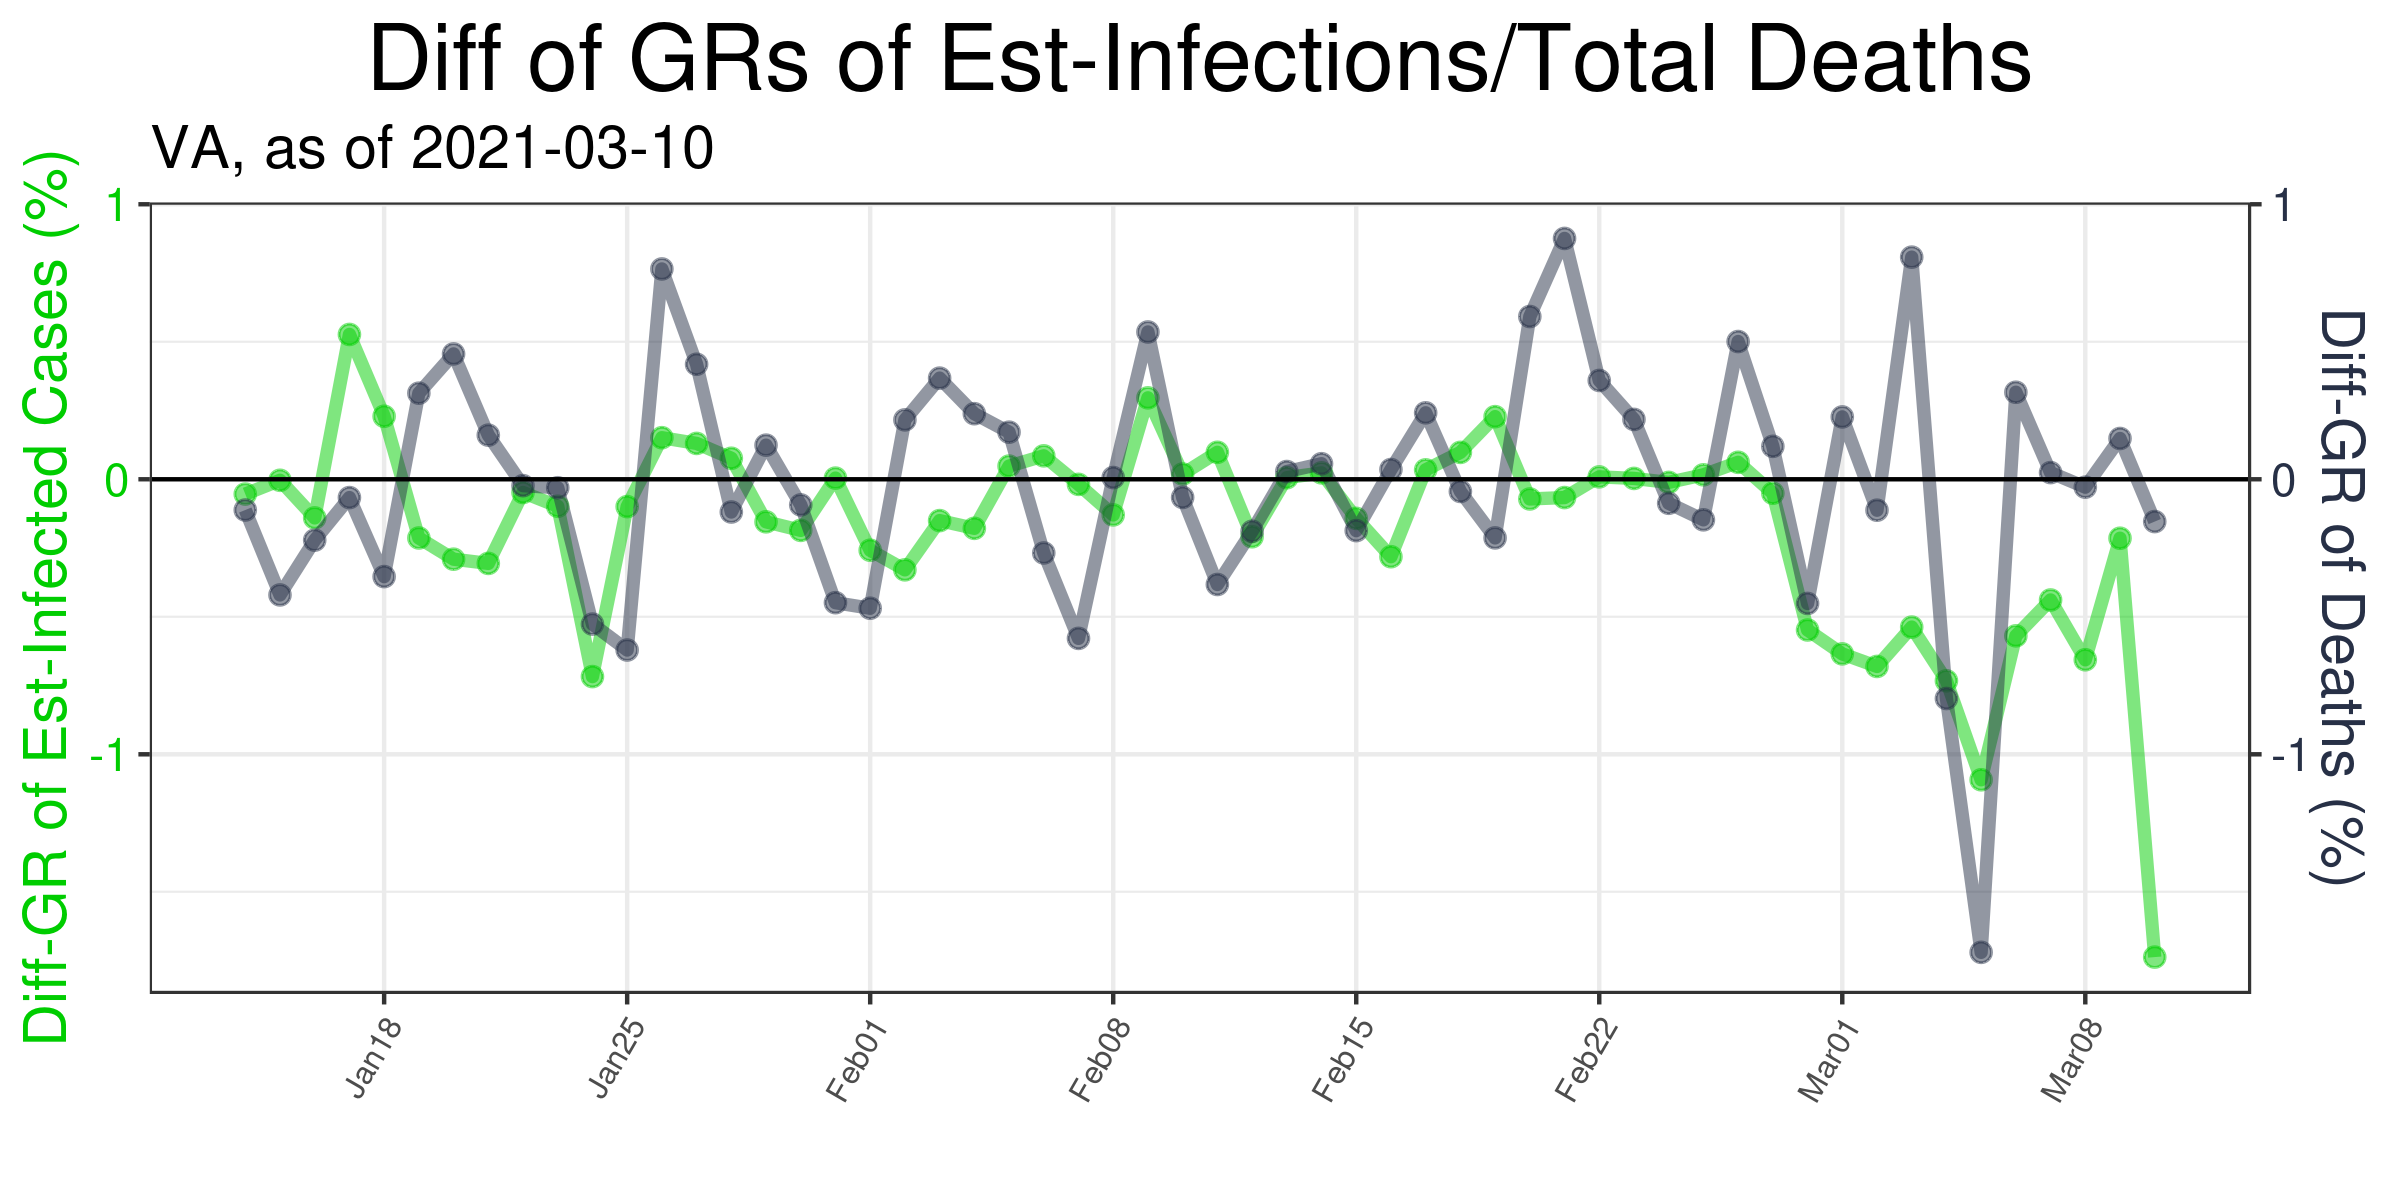 Diff of GRs of Est-Infections/Total Deaths
VA, as of 2021-03-10
Diff-GR of Est-Infected Cases (%)
1
0
-1
1
0
-1
Diff-GR of Deaths (%)
Jan18
Jan25
Feb01
Feb08
Feb15
Feb22
Mar01
Mar08